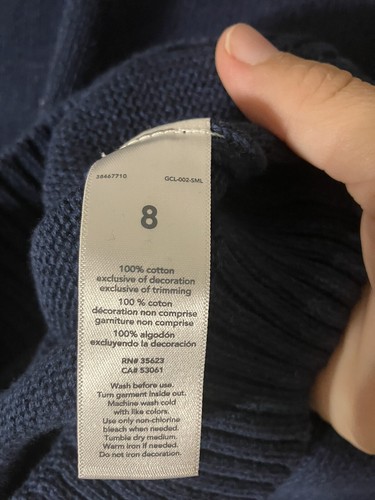 38467710 GCL-002-SML
8
100% cotton
exclusive of decoration
exclusive of trimming
100 % coton
décoration non comprise
garniture non comprise
100% algodón
excluyendo la decoración
RN# 35623
CA# 53061
Wash before use.
Turn garment inside out.
Machine wash cold
with like colors.
Use only non-chlorine
bleach when needed.
Tumble dry medium.
Warm iron if needed.
Do not iron decoration.